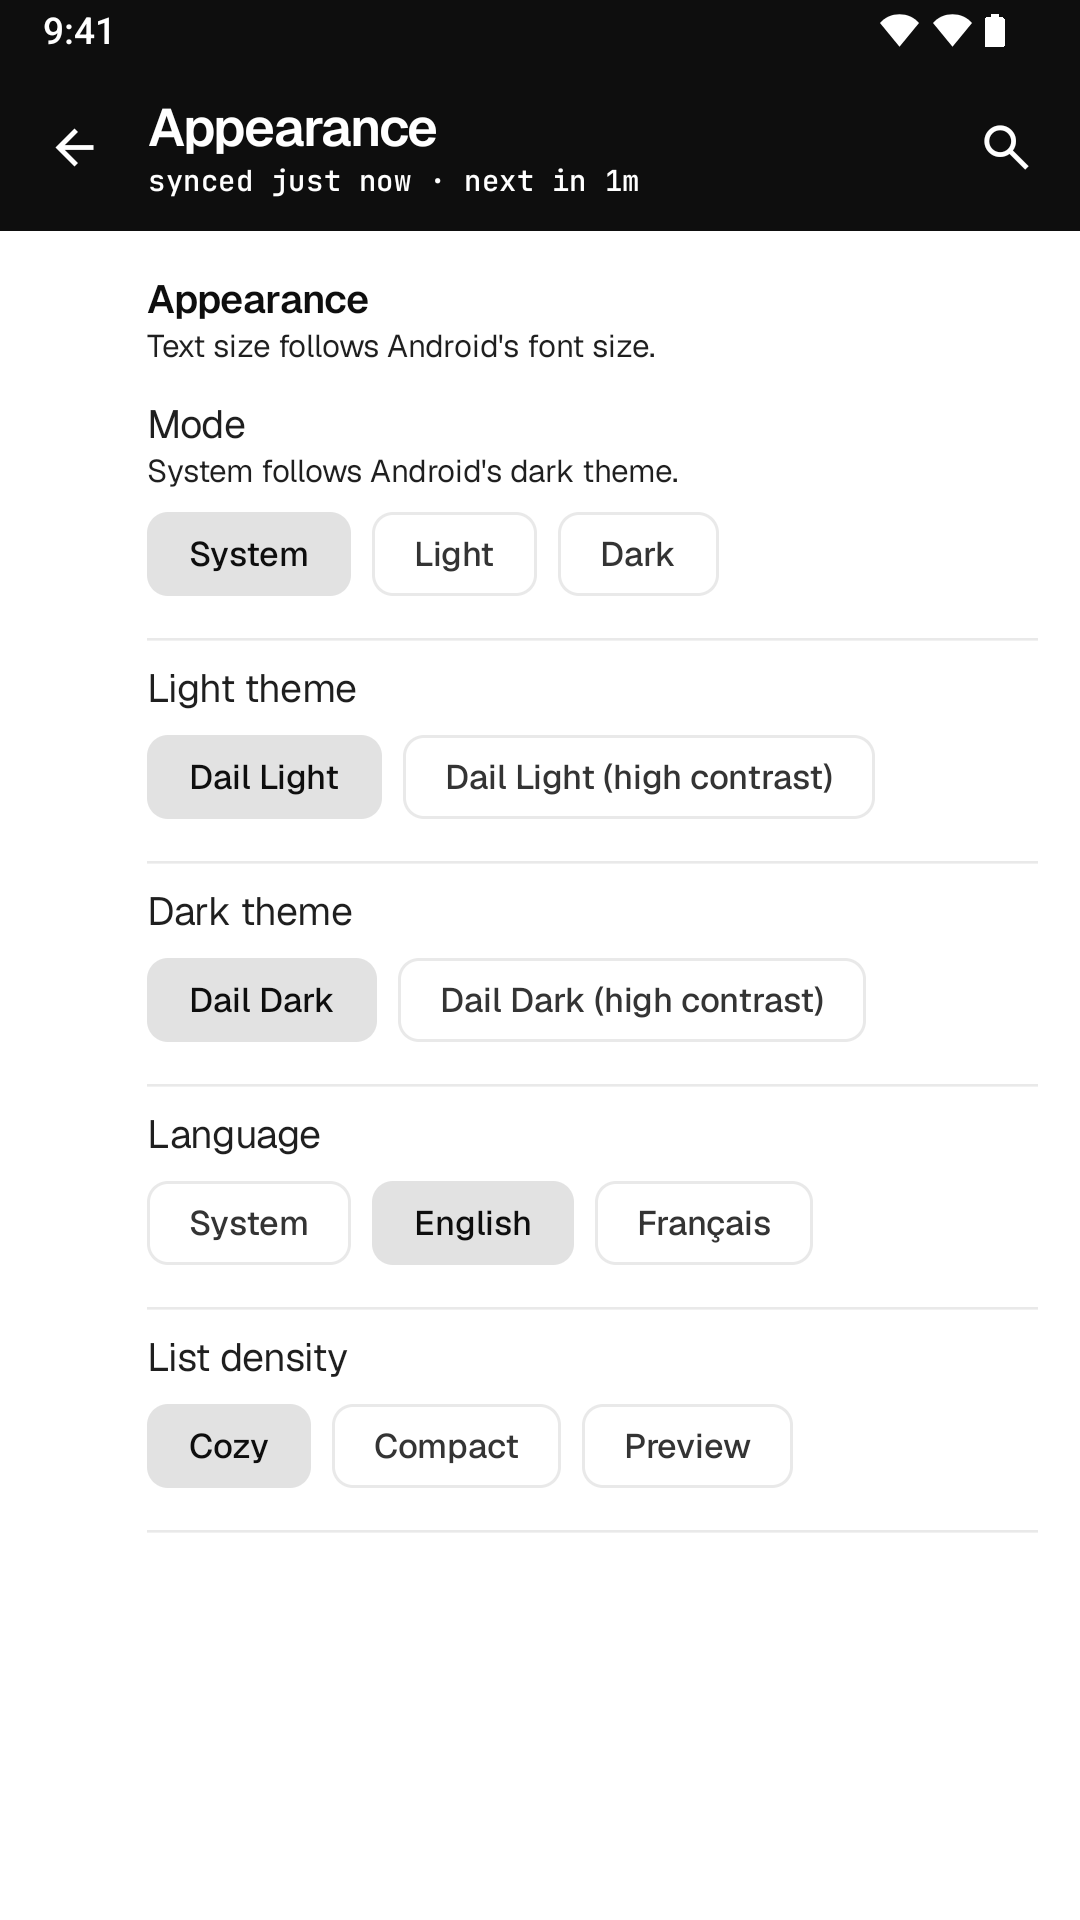 9:41
Appearance
synced just now · next in 1m
Appearance
Text size follows Android's font size.
Mode
System follows Android's dark theme.
System Light Dark
Light theme
Dail Light Dail Light (high contrast)
Dark theme
Dail Dark Dail Dark (high contrast)
Language
System English Français
List density
Cozy Compact Preview